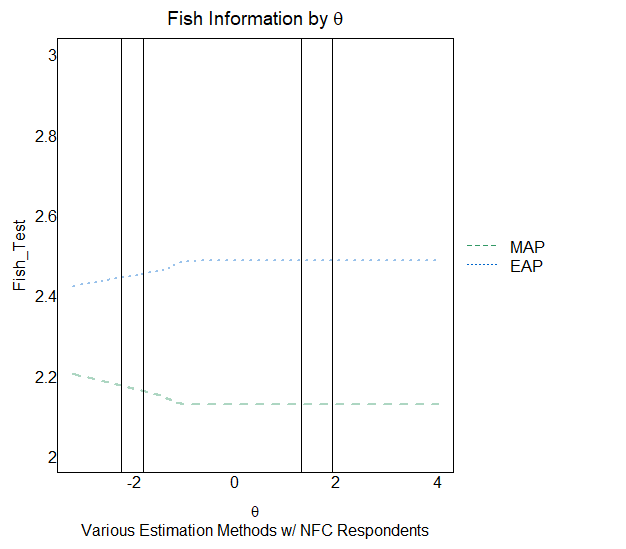 Fish Information by θ
3
2.8
2.6
2.4
2.2
2
Fish_Test
-2 0 2 4
θ
Various Estimation Methods w/ NFC Respondents
MAP
EAP